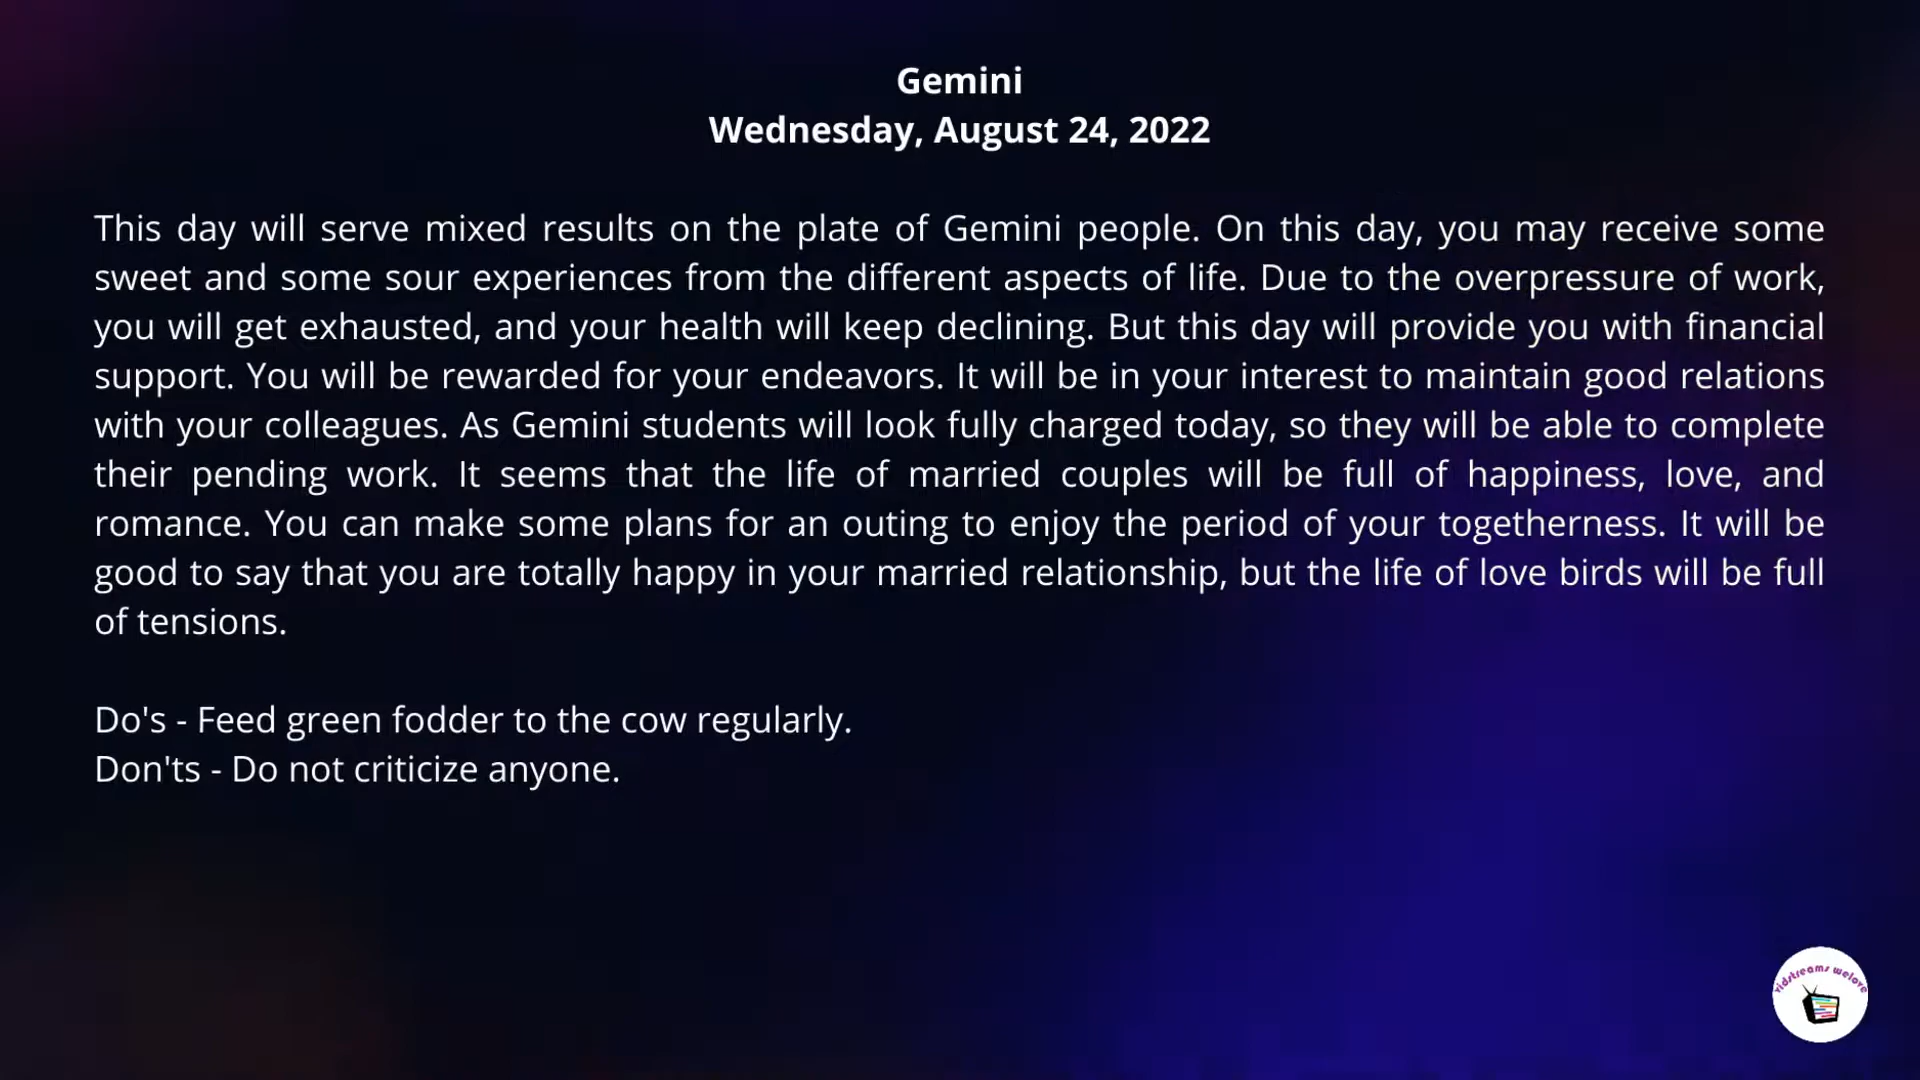 Gemini
Wednesday, August 24, 2022
This day will serve mixed results on the plate of Gemini people. On this day, you may receive some
sweet and some sour experiences from the different aspects of life. Due to the overpressure of work,
you will get exhausted, and your health will keep declining. But this day will provide you with financial
support. You will be rewarded for your endeavors. It will be in your interest to maintain good relations
with your colleagues. As Gemini students will look fully charged today, so they will be able to complete
their pending work. It seems that the life of married couples will be full of happiness, love, and
romance. You can make some plans for an outing to enjoy the period of your togetherness. It will be
good to say that you are totally happy in your married relationship, but the life of love birds will be full
of tensions.
Do's - Feed green fodder to the cow regularly.
Don'ts - Do not criticize anyone.
vidstreams welove